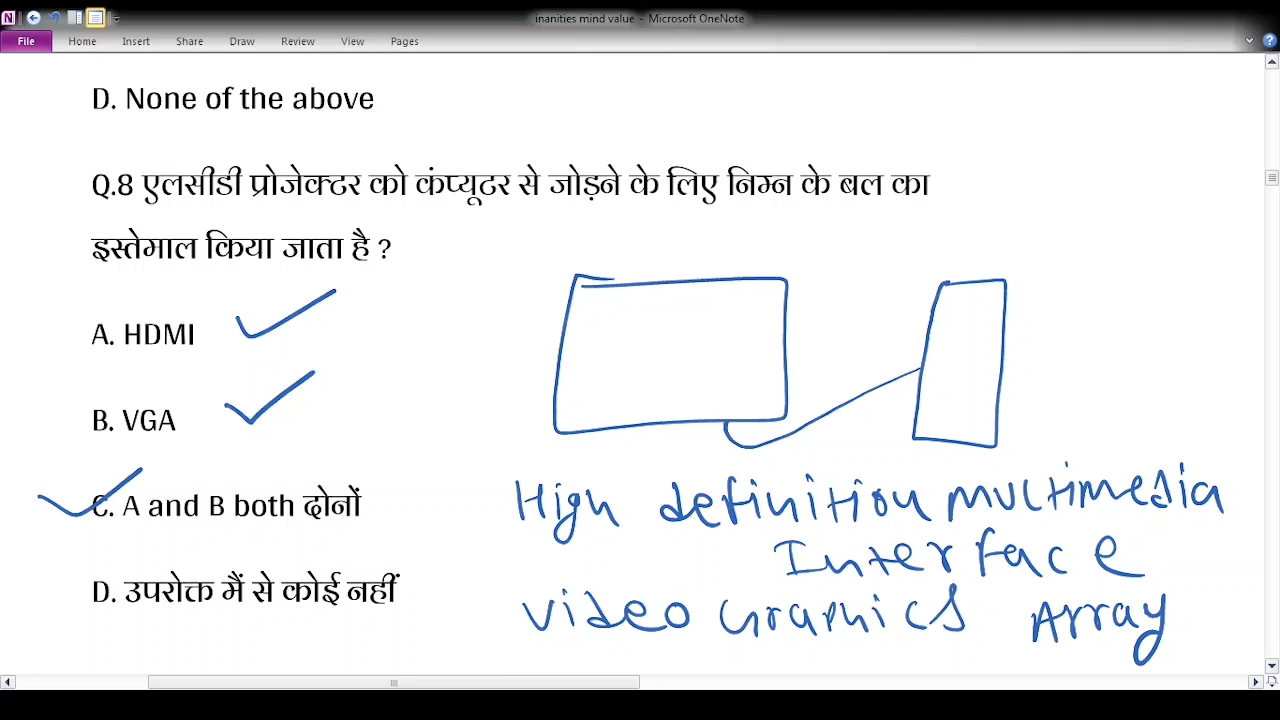 inanities mind value - Microsoft OneNote
File Home Insert Share Draw Review View Pages
D. None of the above
Q.8 एलसीडी प्रोजेक्टर को कंप्यूटर से जोड़ने के लिए निम्न के बल का
इस्तेमाल किया जाता है ?
A. HDMI
B. VGA
C. A and B both दोनों
High definition multimedia
Interface
D. उपरोक्त मैं से कोई नहीं
Video Graphics Array